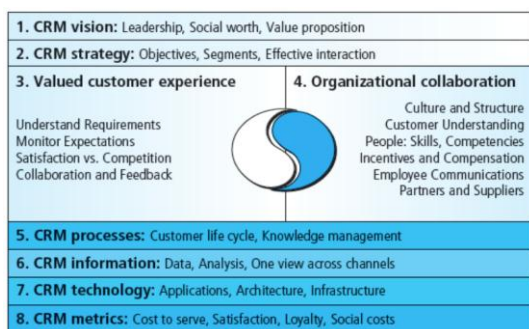 1. CRM vision: Leadership, Social worth, Value proposition
2. CRM strategy: Objectives, Segments, Effective interaction
3. Valued customer experience
Understand Requirements
Monitor Expectations
Satisfaction vs. Competition
Collaboration and Feedback
4. Organizational collaboration
Culture and Structure
Customer Understanding
People: Skills, Competencies
Incentives and Compensation
Employee Communications
Partners and Suppliers
5. CRM processes: Customer life cycle, Knowledge management
6. CRM information: Data, Analysis, One view across channels
7. CRM technology: Applications, Architecture, Infrastructure
8. CRM metrics: Cost to serve, Satisfaction, Loyalty, Social costs